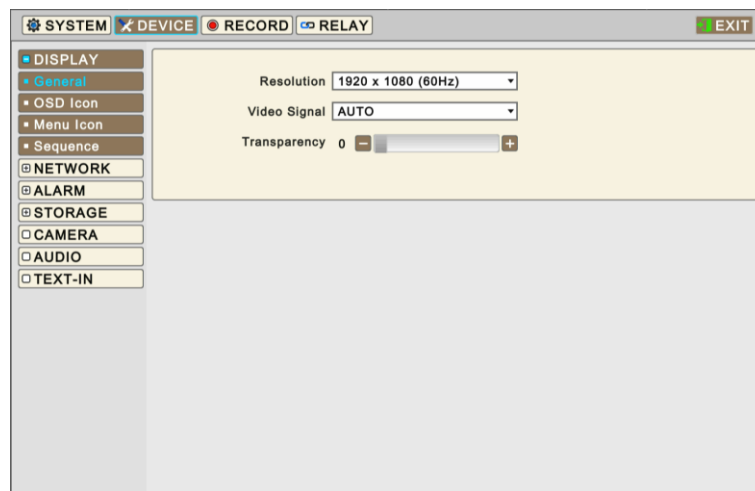 SYSTEM DEVICE RECORD RELAY EXIT
DISPLAY
General
OSD Icon
Menu Icon
Sequence
NETWORK
ALARM
STORAGE
CAMERA
AUDIO
TEXT-IN
Resolution 1920 x 1080 (60Hz)
Video Signal AUTO
Transparency 0